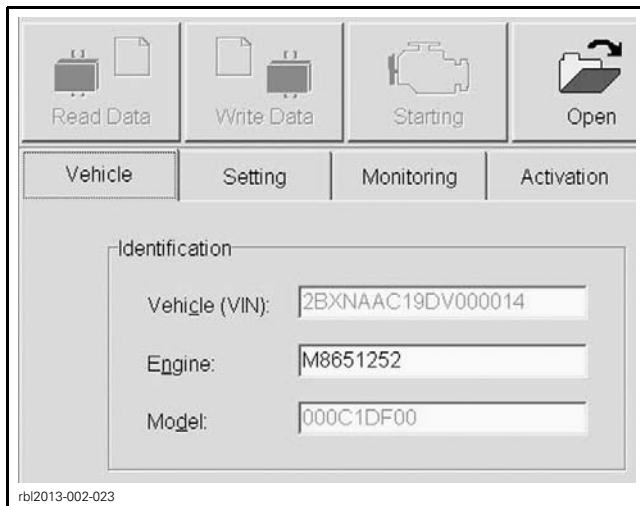 Read Data Write Data Starting Open
Vehicle Setting Monitoring Activation
Identification
Vehicle (VIN): 2BXNAAC19DV000014
Engine: M8651252
Model: 000C1DF00
rbl2013-002-023